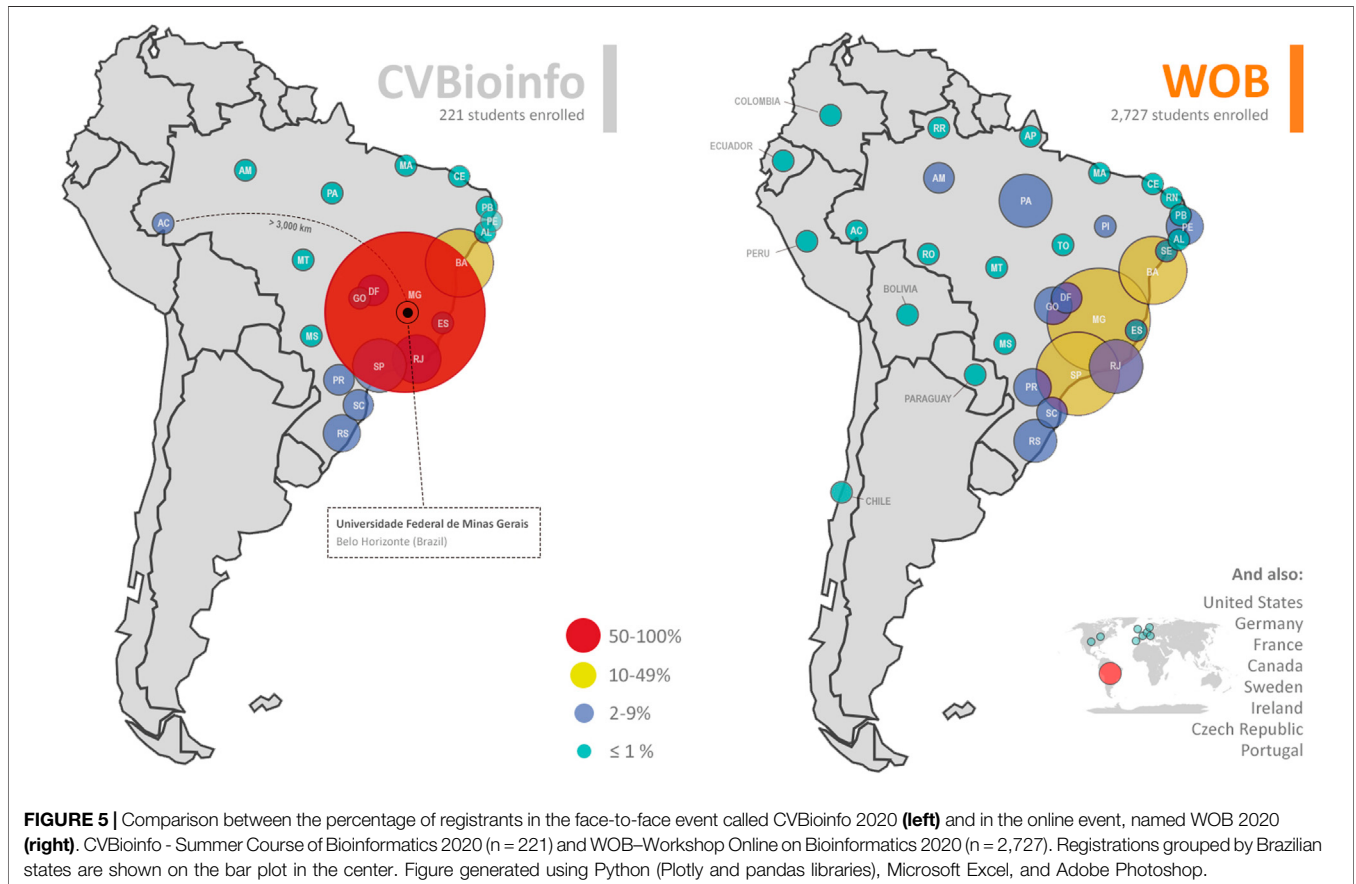 CVBioinfo
221 students enrolled
AM
MA
CE
PA
PB
PE
AL
AC
> 3,000 km
BA
MT
DF
GO
MG
ES
MS
RJ
SP
PR
SC
RS
Universidade Federal de Minas Gerais
Belo Horizonte (Brazil)
50-100%
10-49%
2-9%
≤ 1 %
WOB
2,727 students enrolled
COLOMBIA
RR
AP
ECUADOR
AM
MA
CE
PA
RN
PB
PE
PI
AC
AL
TO
SE
PERU
RO
MT
BA
BOLIVIA
DF
GO
MG
ES
MS
RJ
SP
PARAGUAY
PR
SC
RS
CHILE
And also:
United States
Germany
France
Canada
Sweden
Ireland
Czech Republic
Portugal
FIGURE 5 | Comparison between the percentage of registrants in the face-to-face event called CVBioinfo 2020 (left) and in the online event, named WOB 2020
(right). CVBioinfo - Summer Course of Bioinformatics 2020 (n = 221) and WOB–Workshop Online on Bioinformatics 2020 (n = 2,727). Registrations grouped by Brazilian
states are shown on the bar plot in the center. Figure generated using Python (Plotly and pandas libraries), Microsoft Excel, and Adobe Photoshop.